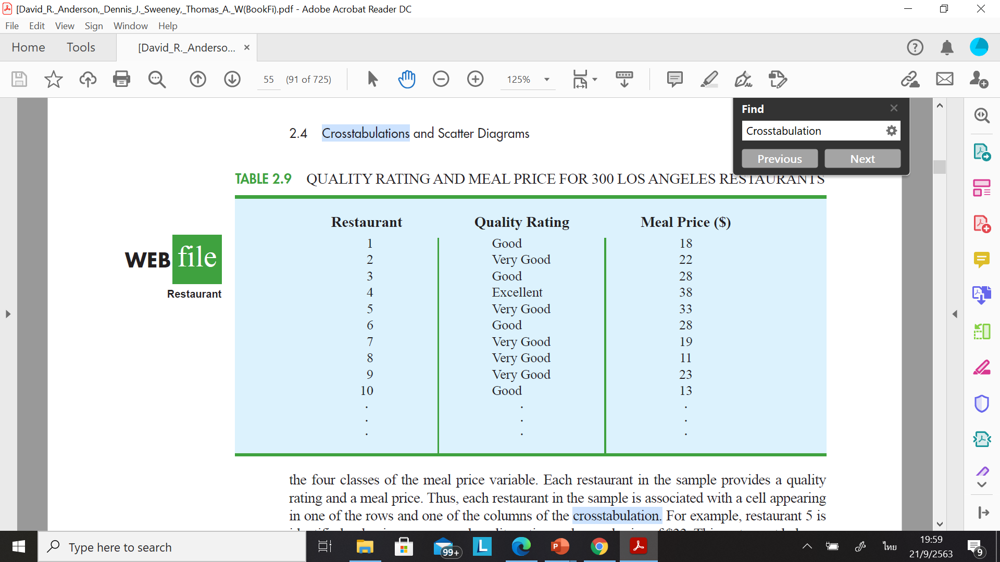 [David_R._Anderson,_Dennis_J._Sweeney,_Thomas_A._W(BookFi).pdf - Adobe Acrobat Reader DC
File Edit View Sign Window Help
Home Tools [David_R._Anderso... ×
55 (91 of 725) 125%
Find
Crosstabulation
Previous Next
2.4 Crosstabulations and Scatter Diagrams
TABLE 2.9 QUALITY RATING AND MEAL PRICE FOR 300 LOS ANGELES RESTAURANTS
Restaurant Quality Rating Meal Price ($)
1 Good 18
2 Very Good 22
3 Good 28
4 Excellent 38
5 Very Good 33
6 Good 28
7 Very Good 19
8 Very Good 11
9 Very Good 23
10 Good 13
. . .
. . .
. . .
WEB file
Restaurant
the four classes of the meal price variable. Each restaurant in the sample provides a quality
rating and a meal price. Thus, each restaurant in the sample is associated with a cell appearing
in one of the rows and one of the columns of the crosstabulation. For example, restaurant 5 is
Type here to search
99+
L
P
ไทย
19:59
21/9/2563
9